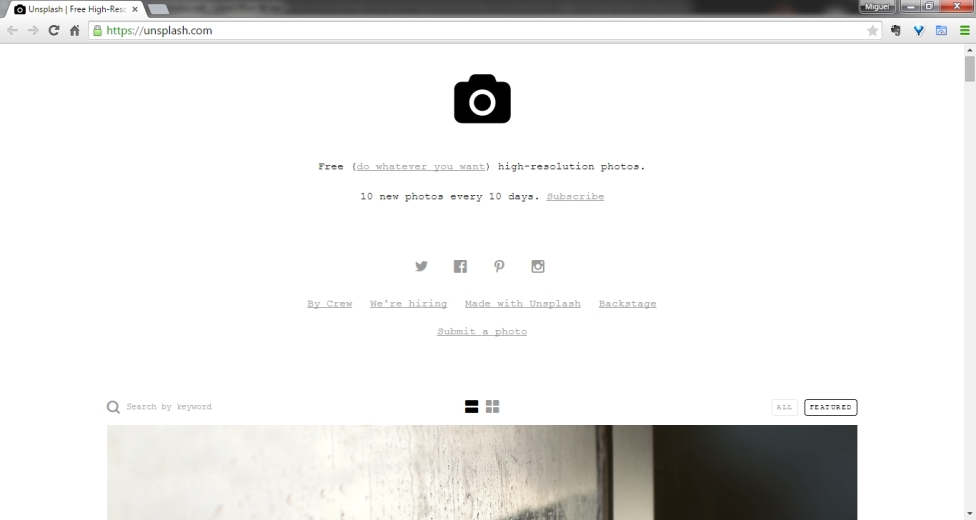 Unsplash | Free High-Res
Miguel
https://unsplash.com
Free (do whatever you want) high-resolution photos.
10 new photos every 10 days. Subscribe
By Crew We're hiring Made with Unsplash Backstage
Submit a photo
Search by keyword
ALL FEATURED